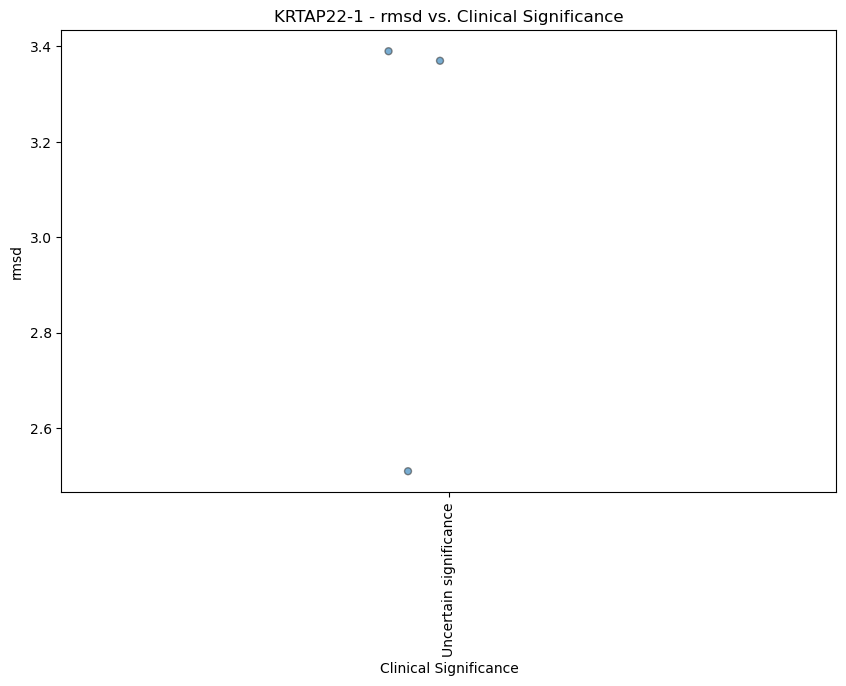 KRTAP22-1 - rmsd vs. Clinical Significance
3.4
3.2
3.0
2.8
2.6
rmsd
Uncertain significance
Clinical Significance